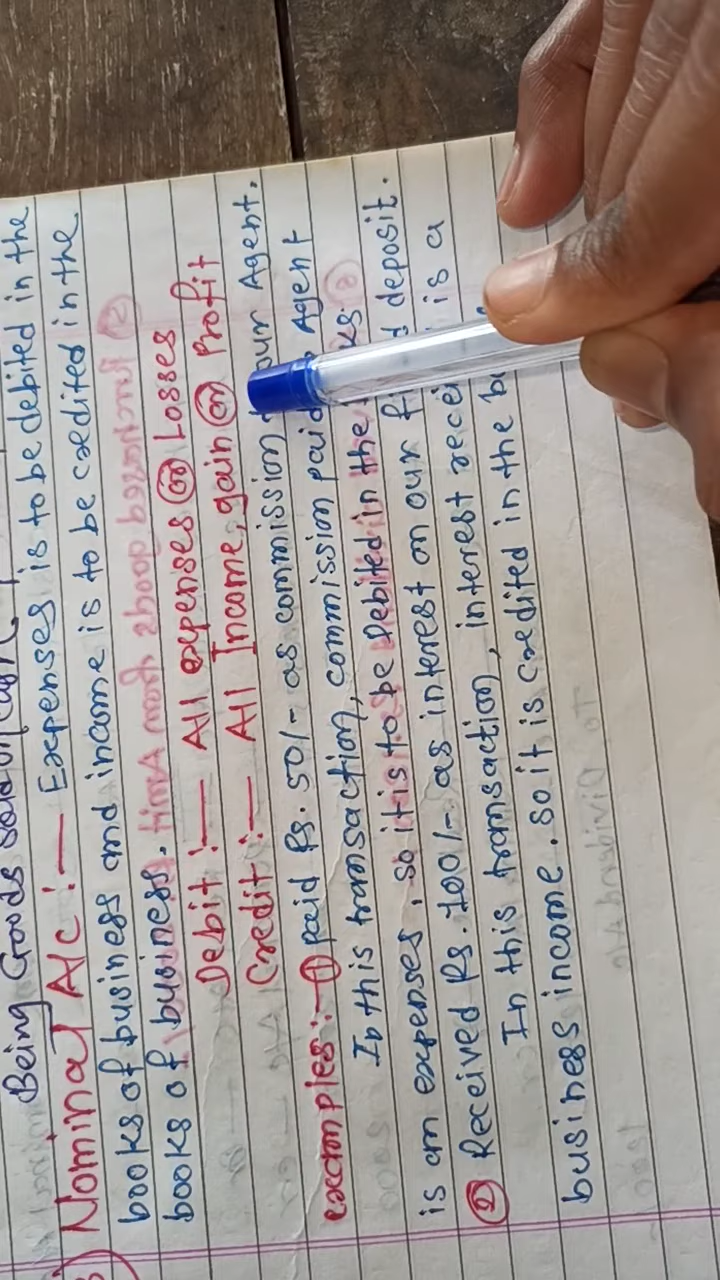 Being Goods sold on cash
Nominal A/c :— Expenses is to be debited in the
books of business and income is to be credited in the
books of business.
Debit :— All expenses or Losses
Credit :— All Income, gain or Profit
examples :- ① paid Rs. 50/- as commission our Agent.
In this transaction, commission paid Agent
is an expenses, so it is to be Debited in the
② Received Rs. 100/- as interest on our deposit.
In this transaction, interest is a
business income. so it is credited in the